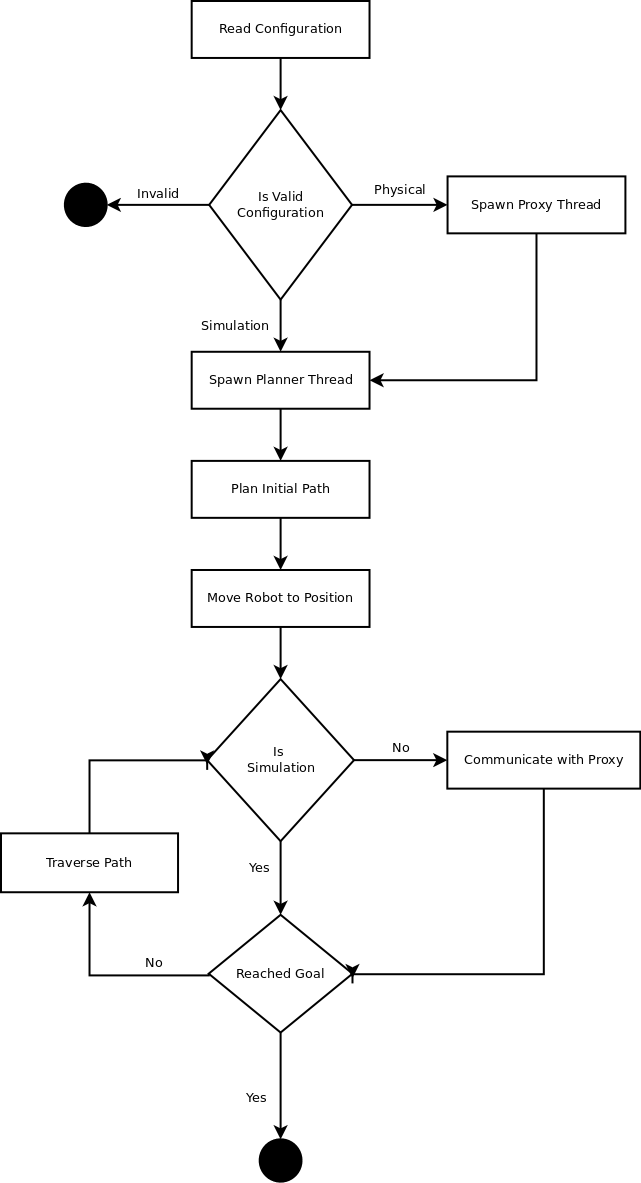 Read Configuration
Is Valid
Configuration
Invalid
Physical
Spawn Proxy Thread
Simulation
Spawn Planner Thread
Plan Initial Path
Move Robot to Position
Is
Simulation
No
Communicate with Proxy
Traverse Path
Yes
No
Reached Goal
Yes